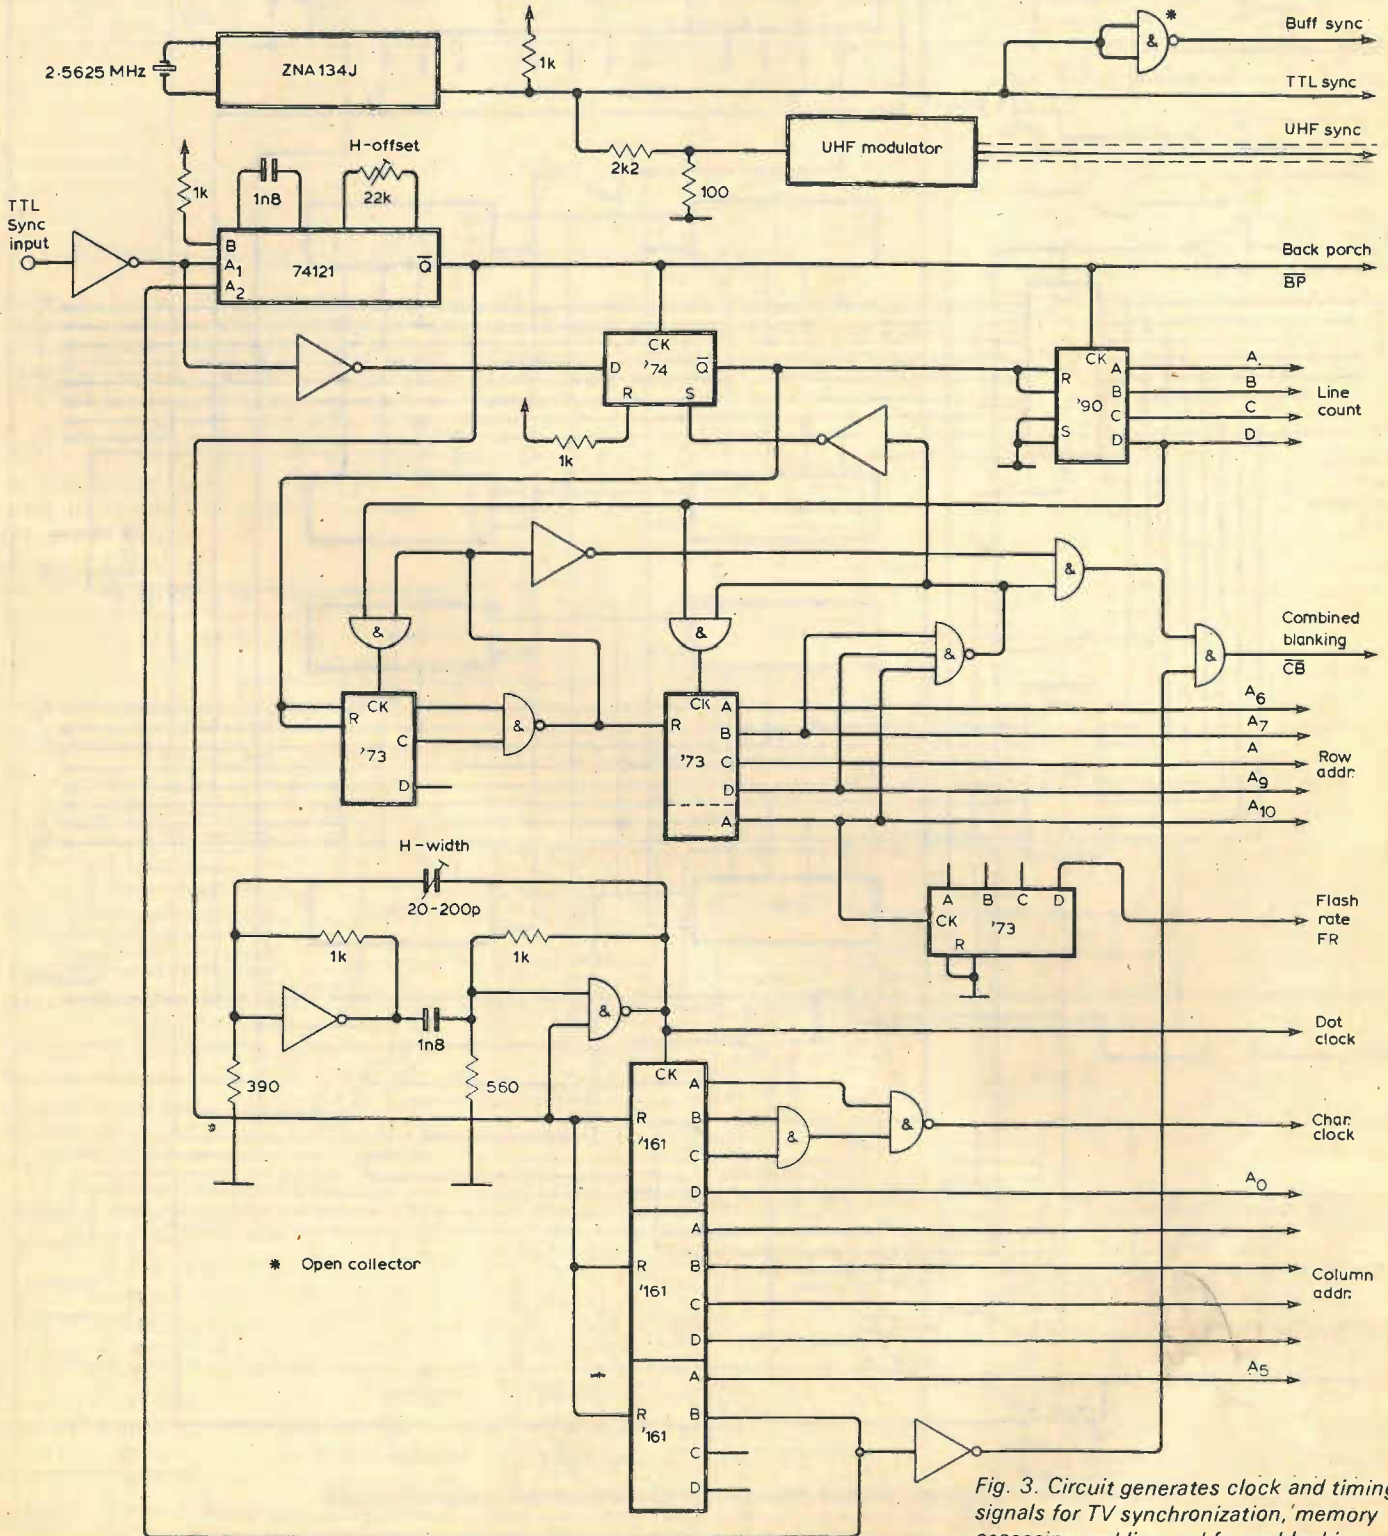 *
Buff sync
2·5625 MHz
ZNA 134J
1k
&
TTL sync
UHF sync
UHF modulator
2k2
100
H-offset
1k
1n8
22k
TTL
Sync
input
B
A1
A2
74121
Q
Back porch
BP
CK
D
'74
Q
R
S
1k
CK
R
'90
S
A
B
C
D
A
B
C
D
Line
count
&
&
&
&
&
&
Combined
blanking
CB
CK
R
'73
C
D
CK
R
'73
A
B
C
D
A
A6
A7
A
A9
A10
Row
addr.
H-width
20-200p
1k
1k
1n8
390
560
&
A
B
C
D
CK
'73
R
Flash
rate
FR
Dot
clock
CK
A
R
B
'161
C
D
&
&
Char.
clock
A0
A
R
B
'161
C
D
Column
addr.
A
R
B
'161
C
D
A5
* Open collector
Fig. 3. Circuit generates clock and timing
signals for TV synchronization, memory